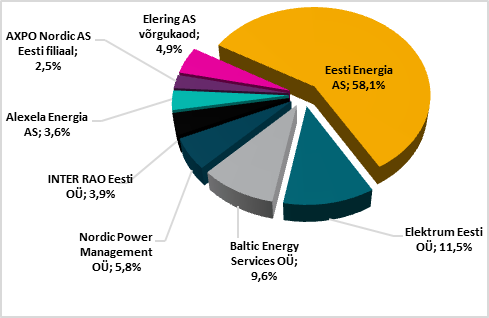 Elering AS
võrgukaod;
4,9%
AXPO Nordic AS
Eesti filiaal;
2,5%
Eesti Energia
AS; 58,1%
Alexela Energia
AS; 3,6%
INTER RAO Eesti
OÜ; 3,9%
Nordic Power
Management
OÜ; 5,8%
Baltic Energy
Services OÜ;
9,6%
Elektrum Eesti
OÜ; 11,5%